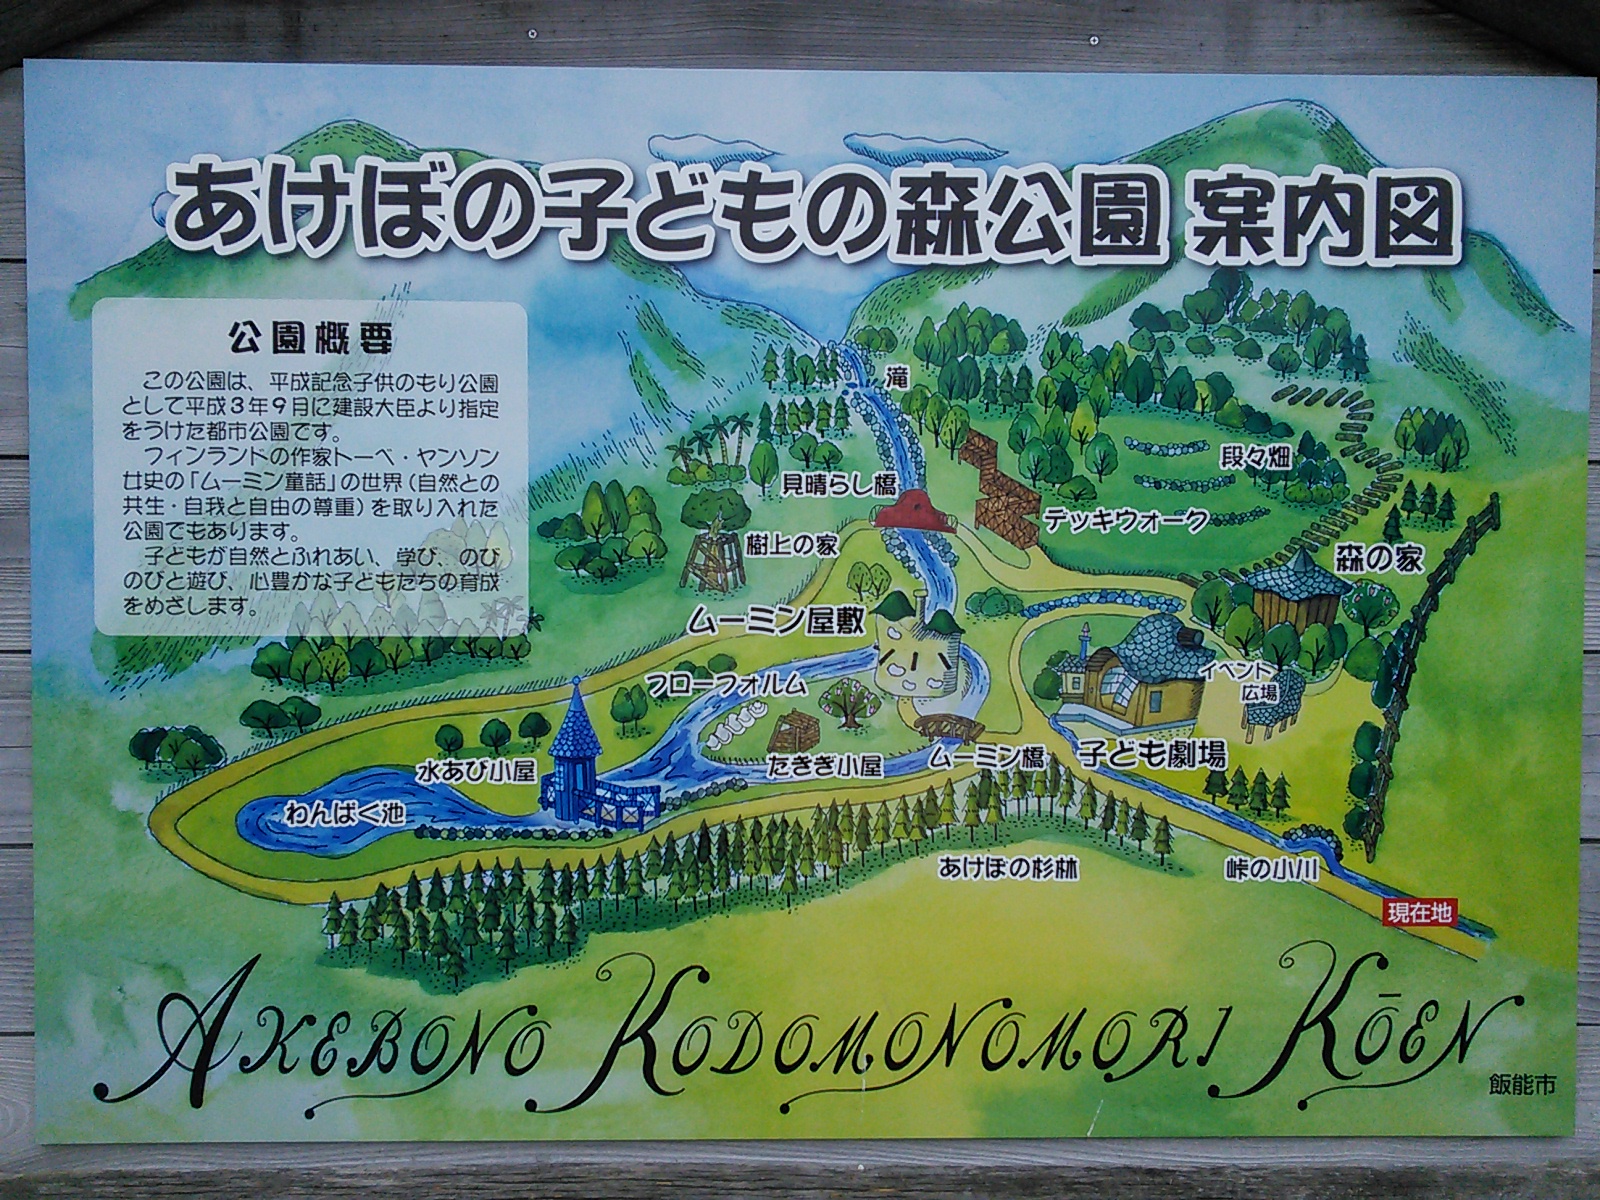 あけぼの子どもの森公園 案内図
公園概要
この公園は、平成記念子供のもり公園
として平成3年9月に建設大臣より指定
をうけた都市公園です。
フィンランドの作家トーベ・ヤンソン
女史の「ムーミン童話」の世界(自然との
共生・自我と自由の尊重)を取り入れた
公園でもあります。
子どもが自然とふれあい、学び、のび
のびと遊び、心豊かな子どもたちの育成
をめざします。
滝
段々畑
見晴らし橋
デッキウォーク
樹上の家
森の家
ムーミン屋敷
フローフォルム
イベント
広場
水あび小屋
たきぎ小屋
ムーミン橋
子ども劇場
わんぱく池
あけぼの杉林
峠の小川
現在地
AKEBONO KODOMONOMORI KŌEN
飯能市